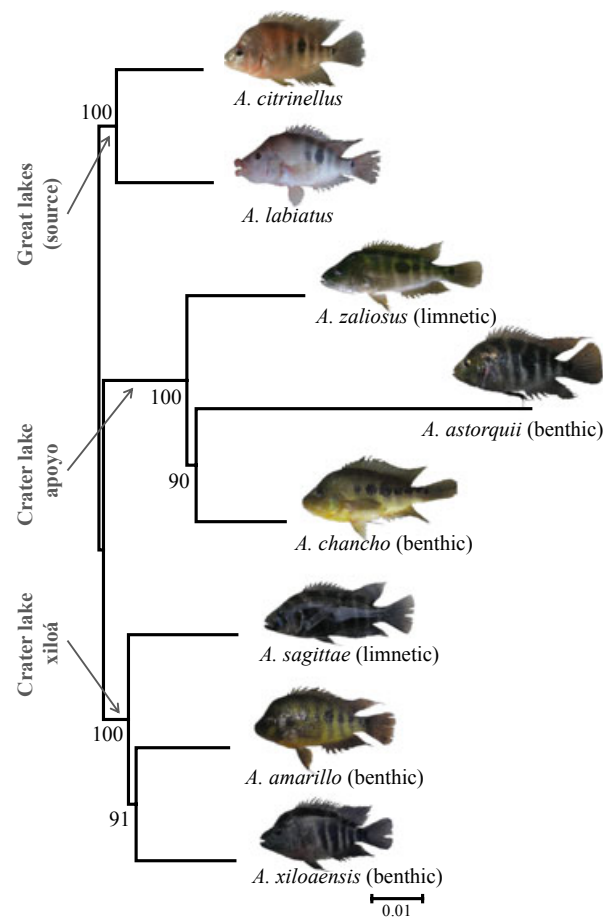 A. citrinellus
100
Great lakes
(source)
A. labiatus
A. zaliosus (limnetic)
100
A. astorquii (benthic)
Crater lake
apoyo
90
A. chancho (benthic)
Crater lake
xiloá
A. sagittae (limnetic)
100
A. amarillo (benthic)
91
A. xiloaensis (benthic)
0.01